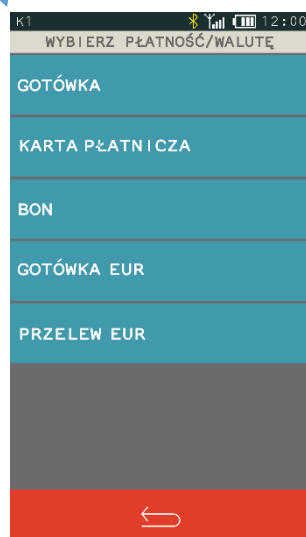 K1 12:00
WYBIERZ PŁATNOŚĆ/WALUTĘ
GOTÓWKA
KARTA PŁATNICZA
BON
GOTÓWKA EUR
PRZELEW EUR